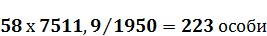 58 х 7511,9/1950 = 223 особи